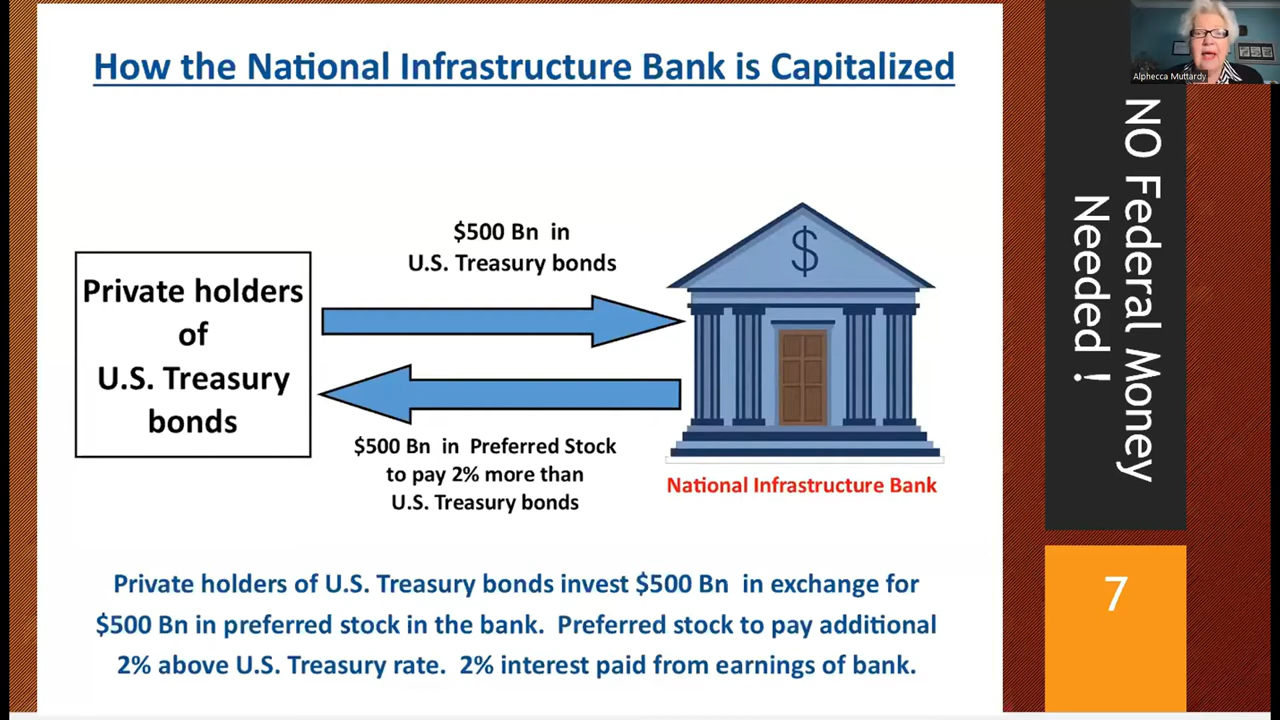 How the National Infrastructure Bank is Capitalized
$500 Bn in
U.S. Treasury bonds
Private holders
of
U.S. Treasury
bonds
$
$500 Bn in Preferred Stock
to pay 2% more than
U.S. Treasury bonds
National Infrastructure Bank
Private holders of U.S. Treasury bonds invest $500 Bn in exchange for
$500 Bn in preferred stock in the bank. Preferred stock to pay additional
2% above U.S. Treasury rate. 2% interest paid from earnings of bank.
Alphecca Muttardy
NO Federal Money
Needed !
7